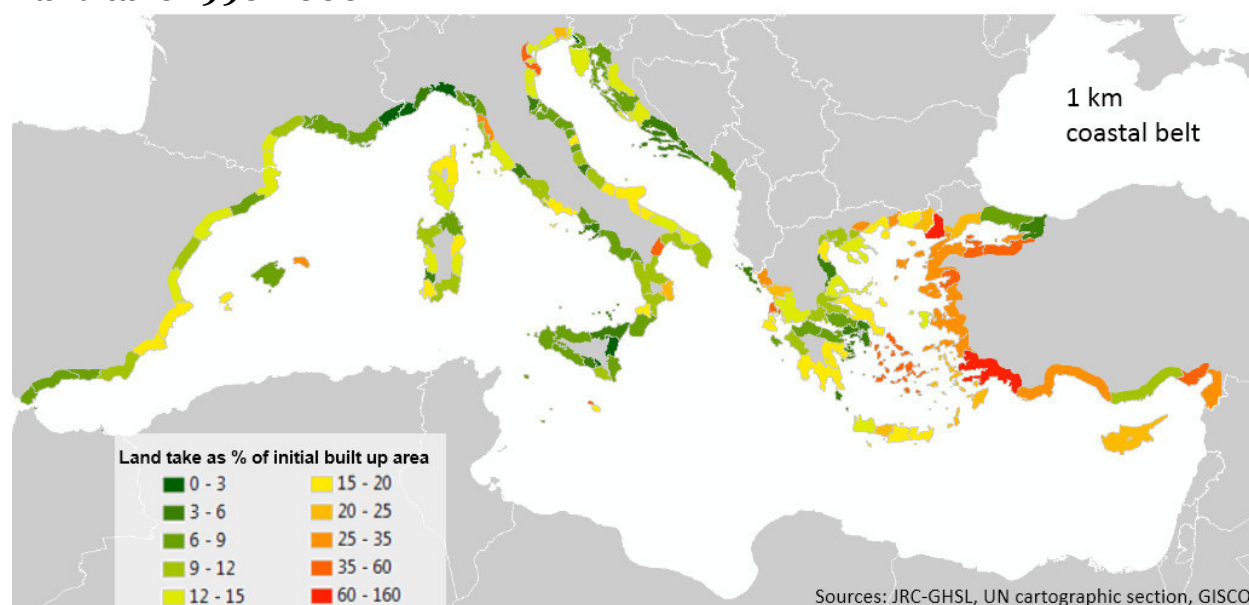 1 km
coastal belt
Land take as % of initial built up area
0 - 3
3 - 6
6 - 9
9 - 12
12 - 15
15 - 20
20 - 25
25 - 35
35 - 60
60 - 160
Sources: JRC-GHSL, UN cartographic section, GISCO